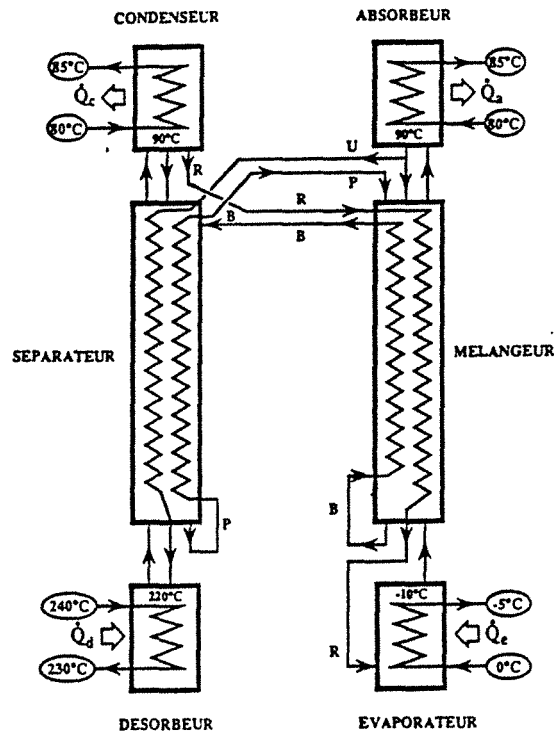 CONDENSEUR
ABSORBEUR
85°C
85°C
Q̇c
Q̇a
80°C
80°C
90°C
90°C
R
U
P
B
R
B
SEPARATEUR
MELANGEUR
B
P
240°C
220°C
-10°C
-5°C
Q̇d
Q̇e
230°C
R
0°C
DESORBEUR
EVAPORATEUR